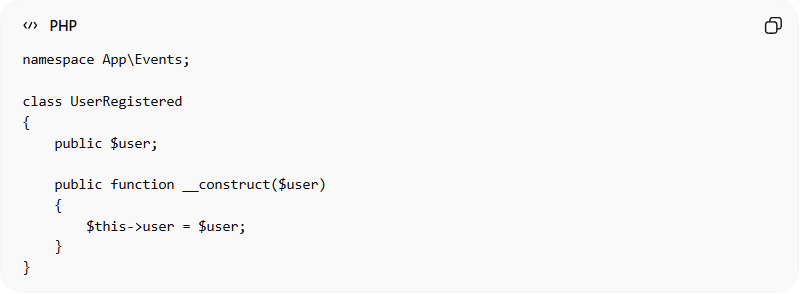 PHP
namespace App\Events;
class UserRegistered
{
    public $user;
    public function __construct($user)
    {
        $this->user = $user;
    }
}